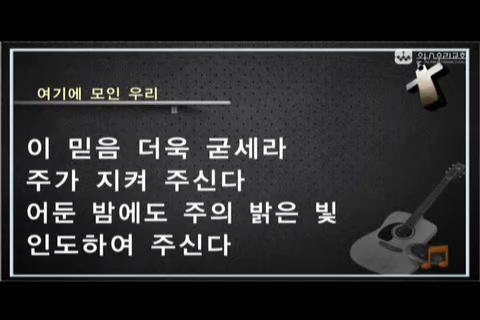 여기에 모인 우리
이 믿음 더욱 굳세라
주가 지켜 주신다
어둔 밤에도 주의 밝은 빛
인도하여 주신다